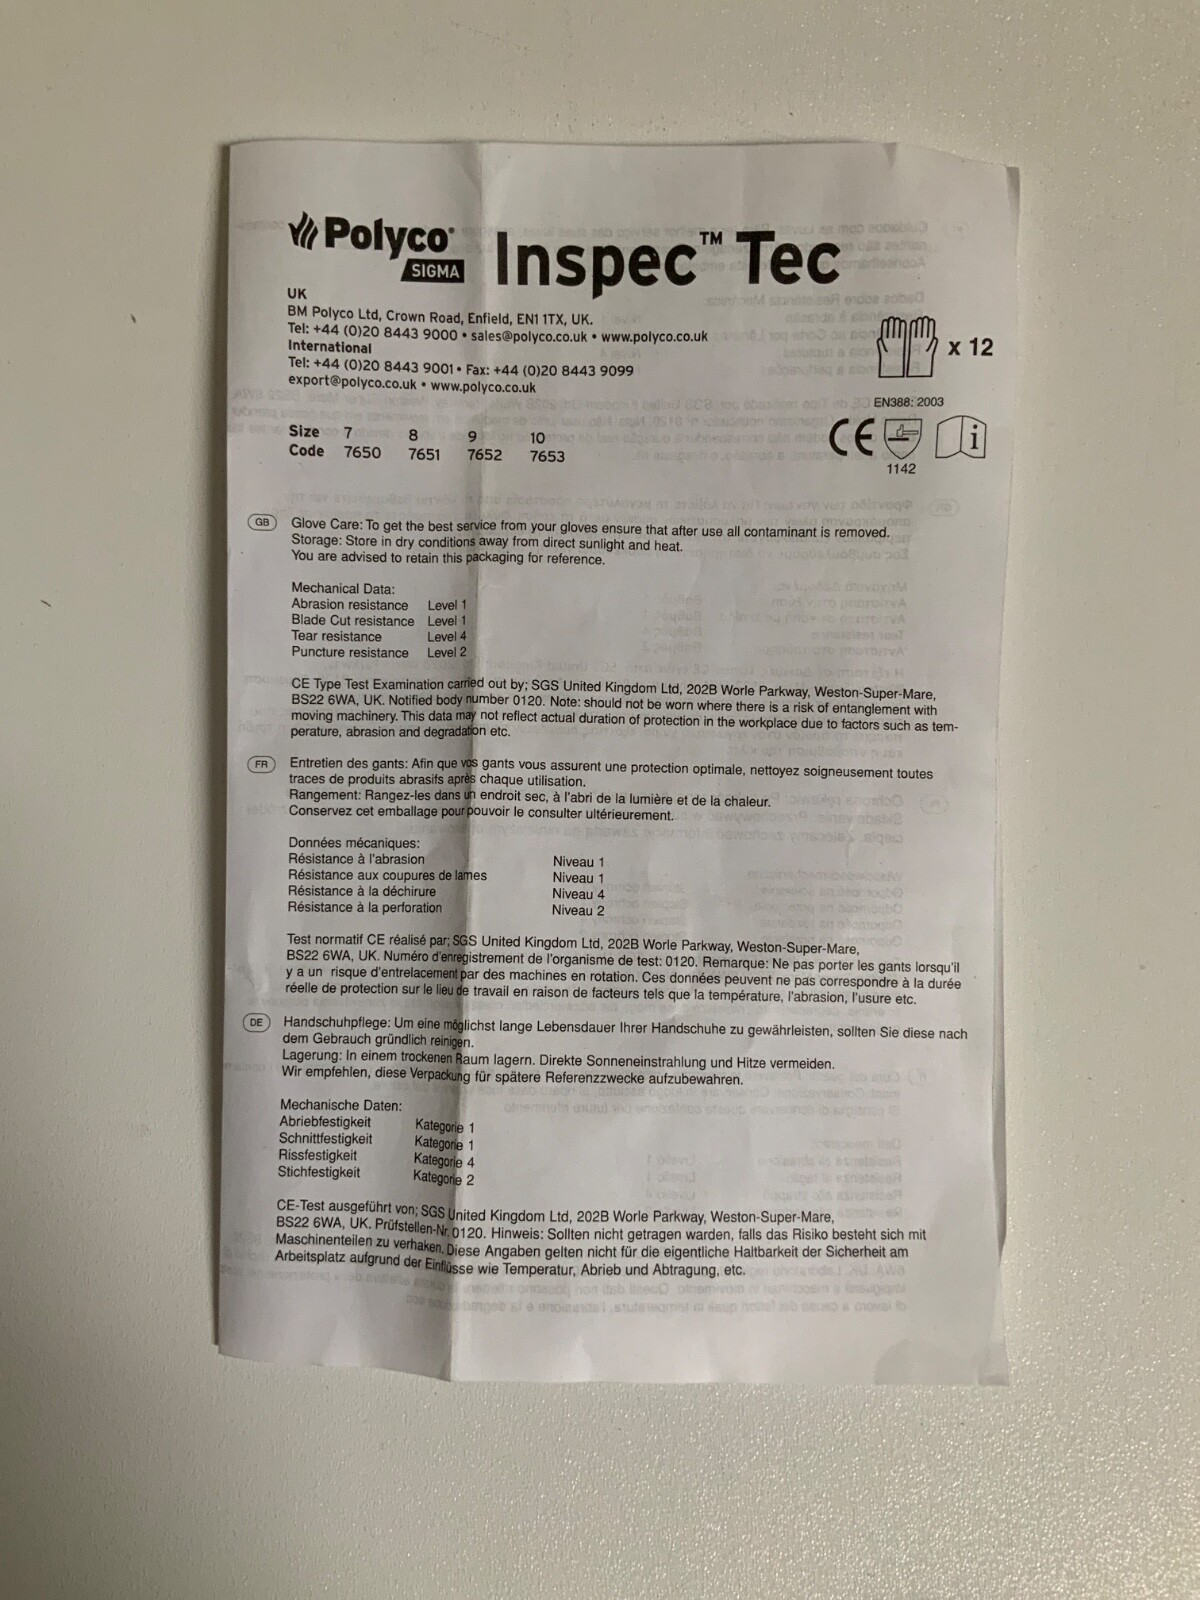 Polyco®
SIGMA
Inspec™ Tec
UK
BM Polyco Ltd, Crown Road, Enfield, EN1 1TX, UK.
Tel: +44 (0)20 8443 9000 • sales@polyco.co.uk • www.polyco.co.uk
International
Tel: +44 (0)20 8443 9001 • Fax: +44 (0)20 8443 9099
export@polyco.co.uk • www.polyco.co.uk
x 12
EN388: 2003
CE
i
1142
Size 7 8 9 10
Code 7650 7651 7652 7653
GB
Glove Care: To get the best service from your gloves ensure that after use all contaminant is removed.
Storage: Store in dry conditions away from direct sunlight and heat.
You are advised to retain this packaging for reference.
Mechanical Data:
Abrasion resistance Level 1
Blade Cut resistance Level 1
Tear resistance Level 4
Puncture resistance Level 2
CE Type Test Examination carried out by; SGS United Kingdom Ltd, 202B Worle Parkway, Weston-Super-Mare,
BS22 6WA, UK. Notified body number 0120. Note: should not be worn where there is a risk of entanglement with
moving machinery. This data may not reflect actual duration of protection in the workplace due to factors such as tem-
perature, abrasion and degradation etc.
FR
Entretien des gants: Afin que vos gants vous assurent une protection optimale, nettoyez soigneusement toutes
traces de produits abrasifs après chaque utilisation.
Rangement: Rangez-les dans un endroit sec, à l'abri de la lumière et de la chaleur.
Conservez cet emballage pour pouvoir le consulter ultérieurement.
Données mécaniques:
Résistance à l'abrasion Niveau 1
Résistance aux coupures de lames Niveau 1
Résistance à la déchirure Niveau 4
Résistance à la perforation Niveau 2
Test normatif CE réalisé par; SGS United Kingdom Ltd, 202B Worle Parkway, Weston-Super-Mare,
BS22 6WA, UK. Numéro d'enregistrement de l'organisme de test: 0120. Remarque: Ne pas porter les gants lorsqu'il
y a un risque d'entrelacement par des machines en rotation. Ces données peuvent ne pas correspondre à la durée
réelle de protection sur le lieu de travail en raison de facteurs tels que la température, l'abrasion, l'usure etc.
DE
Handschuhpflege: Um eine möglichst lange Lebensdauer Ihrer Handschuhe zu gewährleisten, sollten Sie diese nach
dem Gebrauch gründlich reinigen.
Lagerung: In einem trockenen Raum lagern. Direkte Sonneneinstrahlung und Hitze vermeiden.
Wir empfehlen, diese Verpackung für spätere Referenzzwecke aufzubewahren.
Mechanische Daten:
Abriebfestigkeit Kategorie 1
Schnittfestigkeit Kategorie 1
Rissfestigkeit Kategorie 4
Stichfestigkeit Kategorie 2
CE-Test ausgeführt von; SGS United Kingdom Ltd, 202B Worle Parkway, Weston-Super-Mare,
BS22 6WA, UK. Prüfstellen-Nr. 0120. Hinweis: Sollten nicht getragen warden, falls das Risiko besteht sich mit
Maschinenteilen zu verhaken. Diese Angaben gelten nicht für die eigentliche Haltbarkeit der Sicherheit am
Arbeitsplatz aufgrund der Einflüsse wie Temperatur, Abrieb und Abtragung, etc.